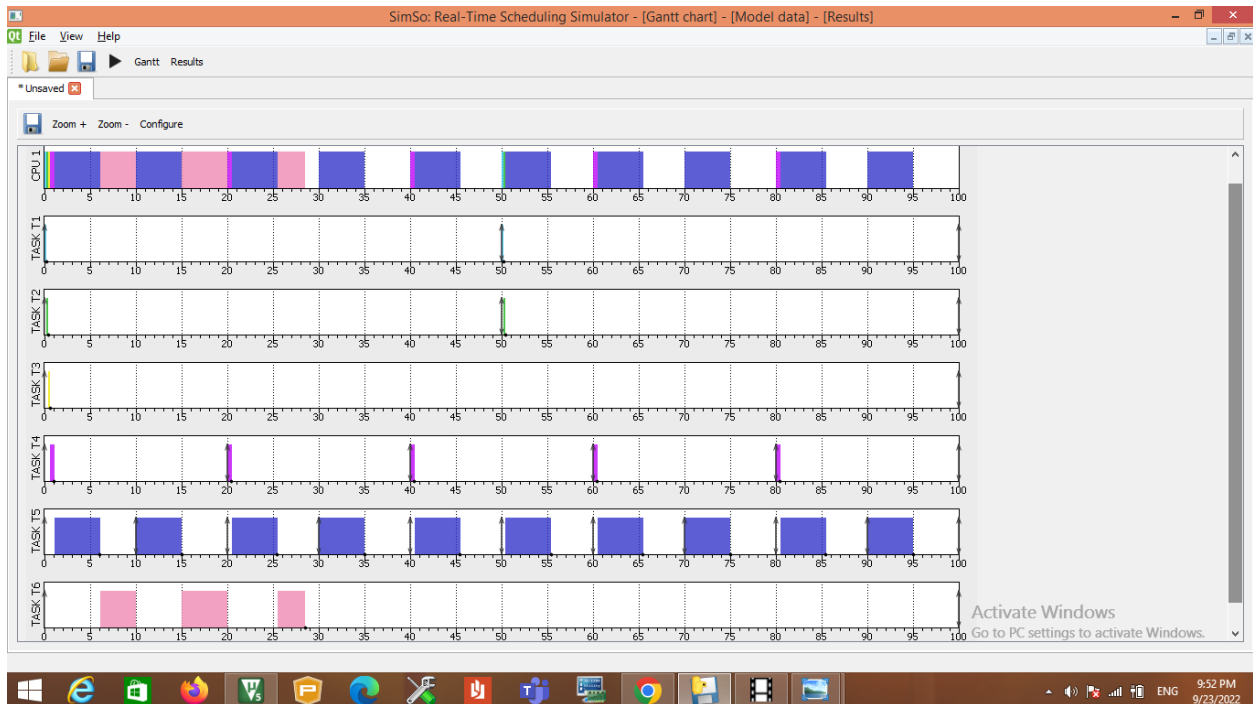 SimSo: Real-Time Scheduling Simulator - [Gantt chart] - [Model data] - [Results]
Qt File View Help
Gantt Results
* Unsaved
Zoom + Zoom - Configure
CPU 1
0 5 10 15 20 25 30 35 40 45 50 55 60 65 70 75 80 85 90 95 100
TASK T1
0 5 10 15 20 25 30 35 40 45 50 55 60 65 70 75 80 85 90 95 100
TASK T2
0 5 10 15 20 25 30 35 40 45 50 55 60 65 70 75 80 85 90 95 100
TASK T3
0 5 10 15 20 25 30 35 40 45 50 55 60 65 70 75 80 85 90 95 100
TASK T4
0 5 10 15 20 25 30 35 40 45 50 55 60 65 70 75 80 85 90 95 100
TASK T5
0 5 10 15 20 25 30 35 40 45 50 55 60 65 70 75 80 85 90 95 100
TASK T6
0 5 10 15 20 25 30 35 40 45 50 55 60 65 70 75 80 85 90 95 100
Activate Windows
Go to PC settings to activate Windows.
ENG
9:52 PM
9/23/2022